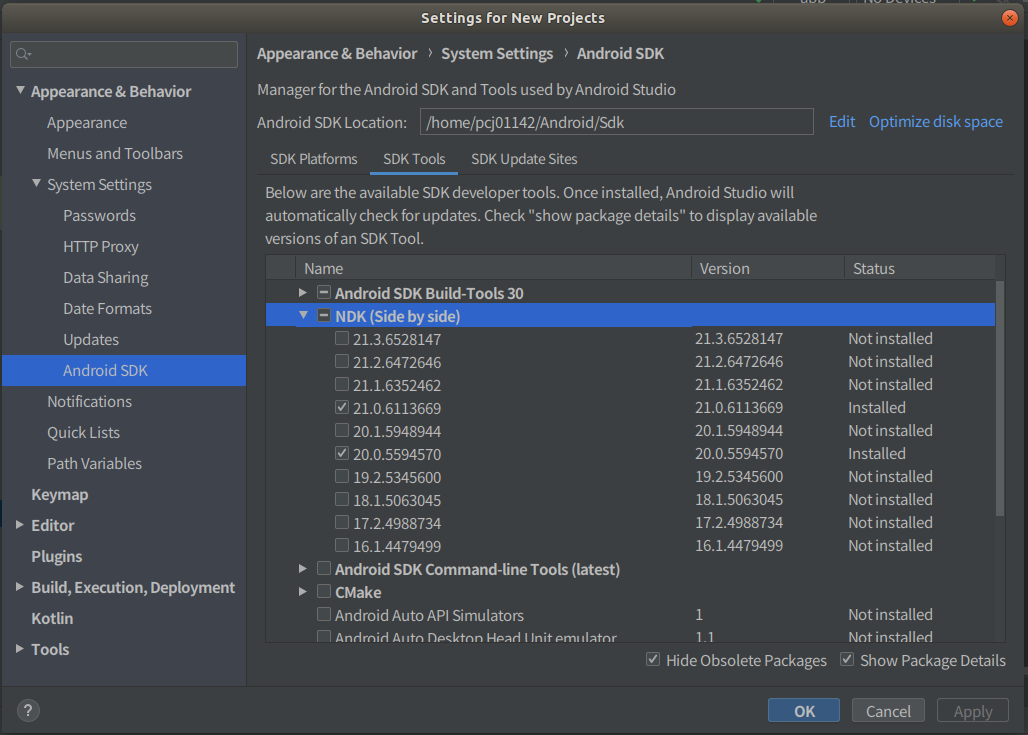 app No Devices
Settings for New Projects
Appearance & Behavior
Appearance
Menus and Toolbars
System Settings
Passwords
HTTP Proxy
Data Sharing
Date Formats
Updates
Android SDK
Notifications
Quick Lists
Path Variables
Keymap
Editor
Plugins
Build, Execution, Deployment
Kotlin
Tools
Appearance & Behavior › System Settings › Android SDK
Manager for the Android SDK and Tools used by Android Studio
Android SDK Location: /home/pcj01142/Android/Sdk Edit Optimize disk space
SDK Platforms SDK Tools SDK Update Sites
Below are the available SDK developer tools. Once installed, Android Studio will
automatically check for updates. Check "show package details" to display available
versions of an SDK Tool.
Name Version Status
Android SDK Build-Tools 30
NDK (Side by side)
21.3.6528147 21.3.6528147 Not installed
21.2.6472646 21.2.6472646 Not installed
21.1.6352462 21.1.6352462 Not installed
21.0.6113669 21.0.6113669 Installed
20.1.5948944 20.1.5948944 Not installed
20.0.5594570 20.0.5594570 Installed
19.2.5345600 19.2.5345600 Not installed
18.1.5063045 18.1.5063045 Not installed
17.2.4988734 17.2.4988734 Not installed
16.1.4479499 16.1.4479499 Not installed
Android SDK Command-line Tools (latest)
CMake
Android Auto API Simulators 1 Not installed
Android Auto Desktop Head Unit emulator 1.1 Not installed
Hide Obsolete Packages Show Package Details
? OK Cancel Apply